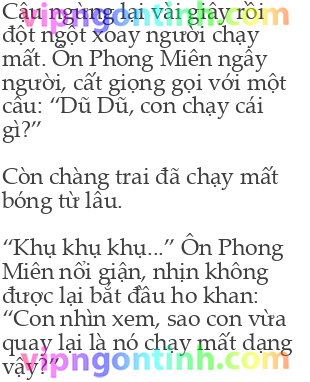 Cậu ngừng lại vài giây rồi
đột ngột xoay người chạy
mất. Ôn Phong Miên ngây
người, cất giọng gọi với một
câu: “Dũ Dũ, con chạy cái
gì?”
Còn chàng trai đã chạy mất
bóng từ lâu.
“Khụ khụ khụ...” Ôn Phong
Miên nổi giận, nhịn không
được lại bắt đầu ho khan:
“Con nhìn xem, sao con vừa
quay lại là nó chạy mất dạng
vậy?”
vipngontinh.com
vipngontinh.com